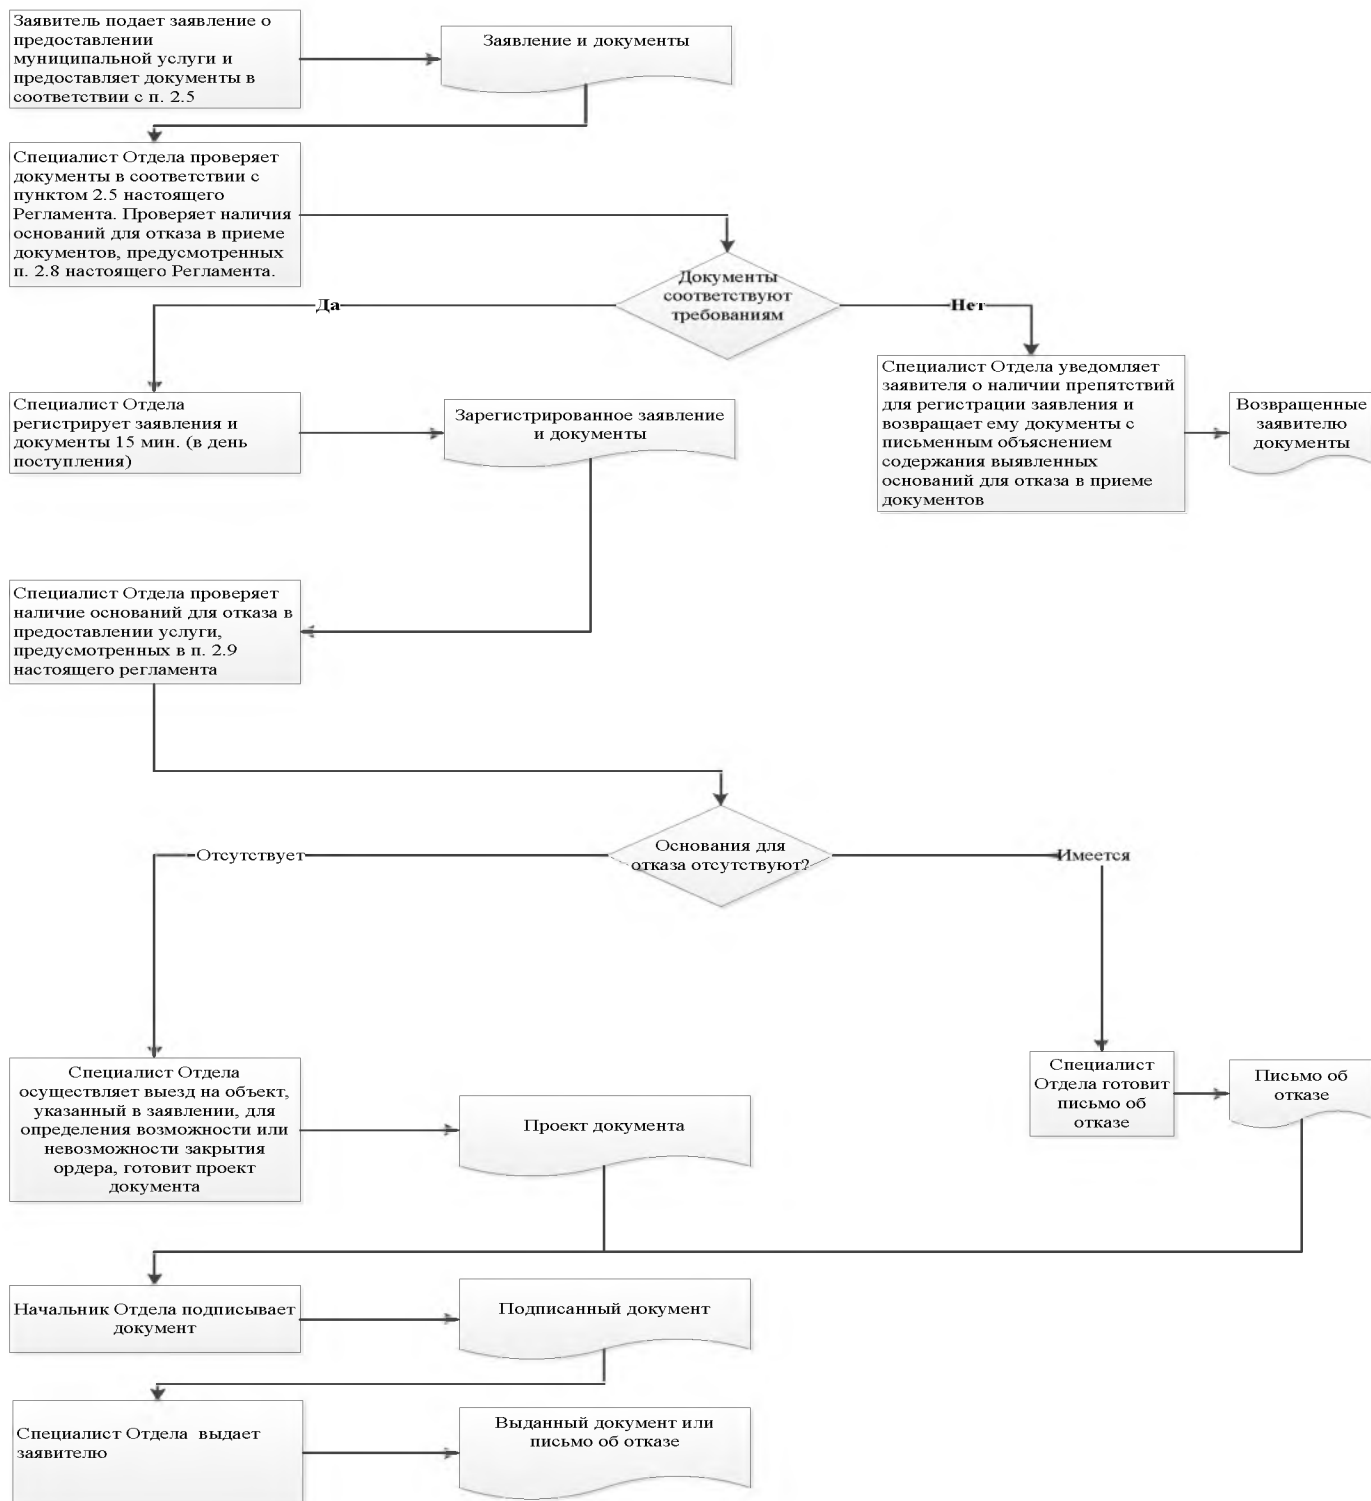 Заявитель подает заявление о
предоставлении
муниципальной услуги и
предоставляет документы в
соответствии с п. 2.5
Заявление и документы
Специалист Отдела проверяет
документы в соответствии с
пунктом 2.5 настоящего
Регламента. Проверяет наличия
оснований для отказа в приеме
документов, предусмотренных
п. 2.8 настоящего Регламента.
Документы
соответствуют
требованиям
Да
Нет
Специалист Отдела
регистрирует заявления и
документы 15 мин. (в день
поступления)
Зарегистрированное заявление
и документы
Специалист Отдела уведомляет
заявителя о наличии препятствий
для регистрации заявления и
возвращает ему документы с
письменным объяснением
содержания выявленных
оснований для отказа в приеме
документов
Возвращенные
заявителю
документы
Специалист Отдела проверяет
наличие оснований для отказа в
предоставлении услуги,
предусмотренных в п. 2.9
настоящего регламента
Основания для
отказа отсутствуют?
Отсутствует
Имеется
Специалист Отдела
осуществляет выезд на объект,
указанный в заявлении, для
определения возможности или
невозможности закрытия
ордера, готовит проект
документа
Проект документа
Специалист
Отдела готовит
письмо об
отказе
Письмо об
отказе
Начальник Отдела подписывает
документ
Подписанный документ
Специалист Отдела выдает
заявителю
Выданный документ или
письмо об отказе